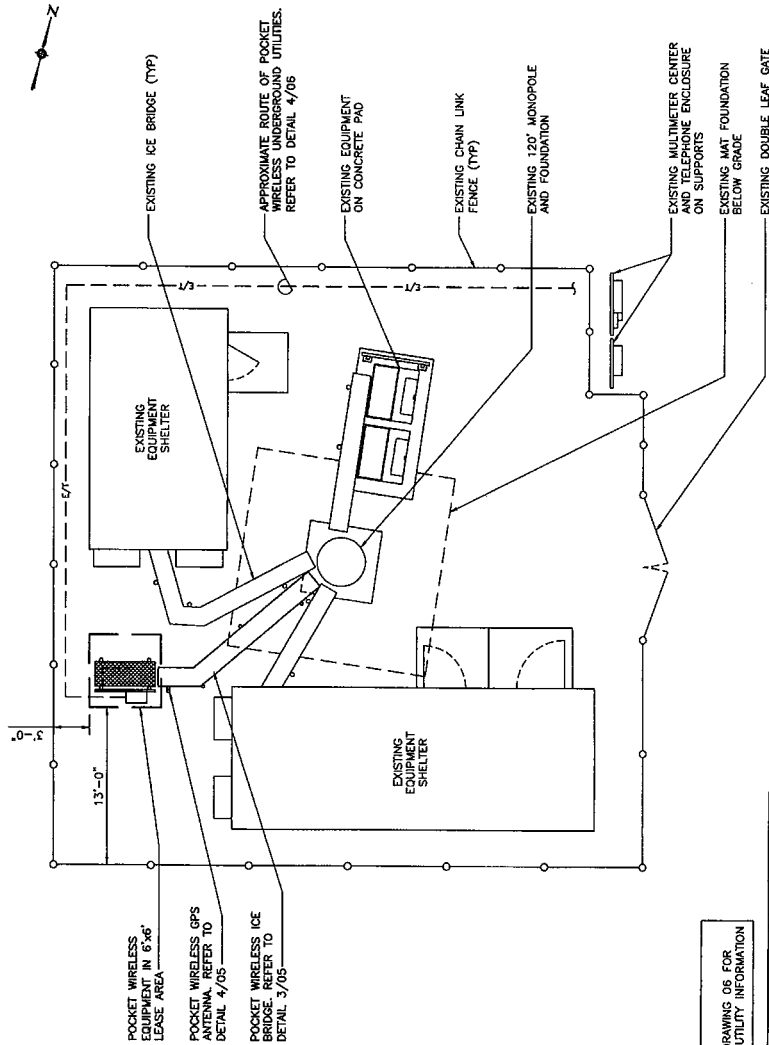 N
EXISTING ICE BRIDGE (TYP)
APPROXIMATE ROUTE OF POCKET
WIRELESS UNDERGROUND UTILITIES.
REFER TO DETAIL 4/06
EXISTING EQUIPMENT
ON CONCRETE PAD
EXISTING CHAIN LINK
FENCE (TYP)
EXISTING 120' MONOPOLE
AND FOUNDATION
EXISTING MULTIMETER CENTER
AND TELEPHONE ENCLOSURE
ON SUPPORTS
EXISTING MAT FOUNDATION
BELOW GRADE
EXISTING DOUBLE LEAF GATE
E/T
E/T
E/T
EXISTING
EQUIPMENT
SHELTER
EXISTING
EQUIPMENT
SHELTER
3'-0"
13'-0"
POCKET WIRELESS
EQUIPMENT IN 6'x6'
LEASE AREA
POCKET WIRELESS GPS
ANTENNA. REFER TO
DETAIL 4/05
POCKET WIRELESS ICE
BRIDGE. REFER TO
DETAIL 3/05
DRAWING 06 FOR
UTILITY INFORMATION